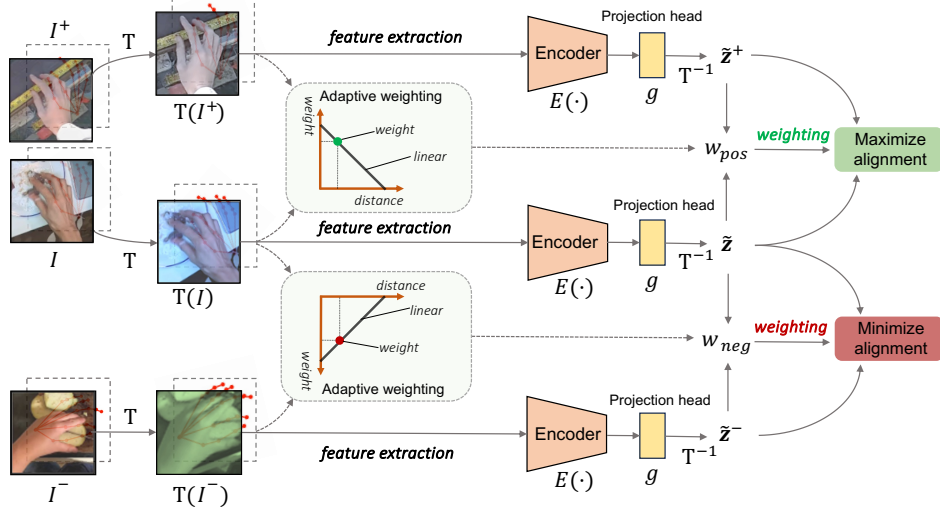 I⁺
T
T(I⁺)
feature extraction
Encoder
E(·)
Projection head
g
T⁻¹
z̃⁺
Adaptive weighting
weight
weight
linear
distance
w_pos
weighting
Maximize
alignment
I
T
T(I)
feature extraction
Encoder
E(·)
Projection head
g
T⁻¹
z̃
distance
linear
weight
weight
Adaptive weighting
w_neg
weighting
Minimize
alignment
I⁻
T
T(I⁻)
feature extraction
Encoder
E(·)
Projection head
g
T⁻¹
z̃⁻